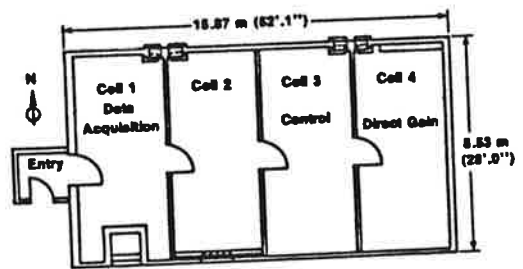 15.87 m (52'.1")
N
Cell 1
Data
Acquisition
Cell 2
Cell 3
Control
Cell 4
Direct Gain
Entry
8.53 m
(28'.0")